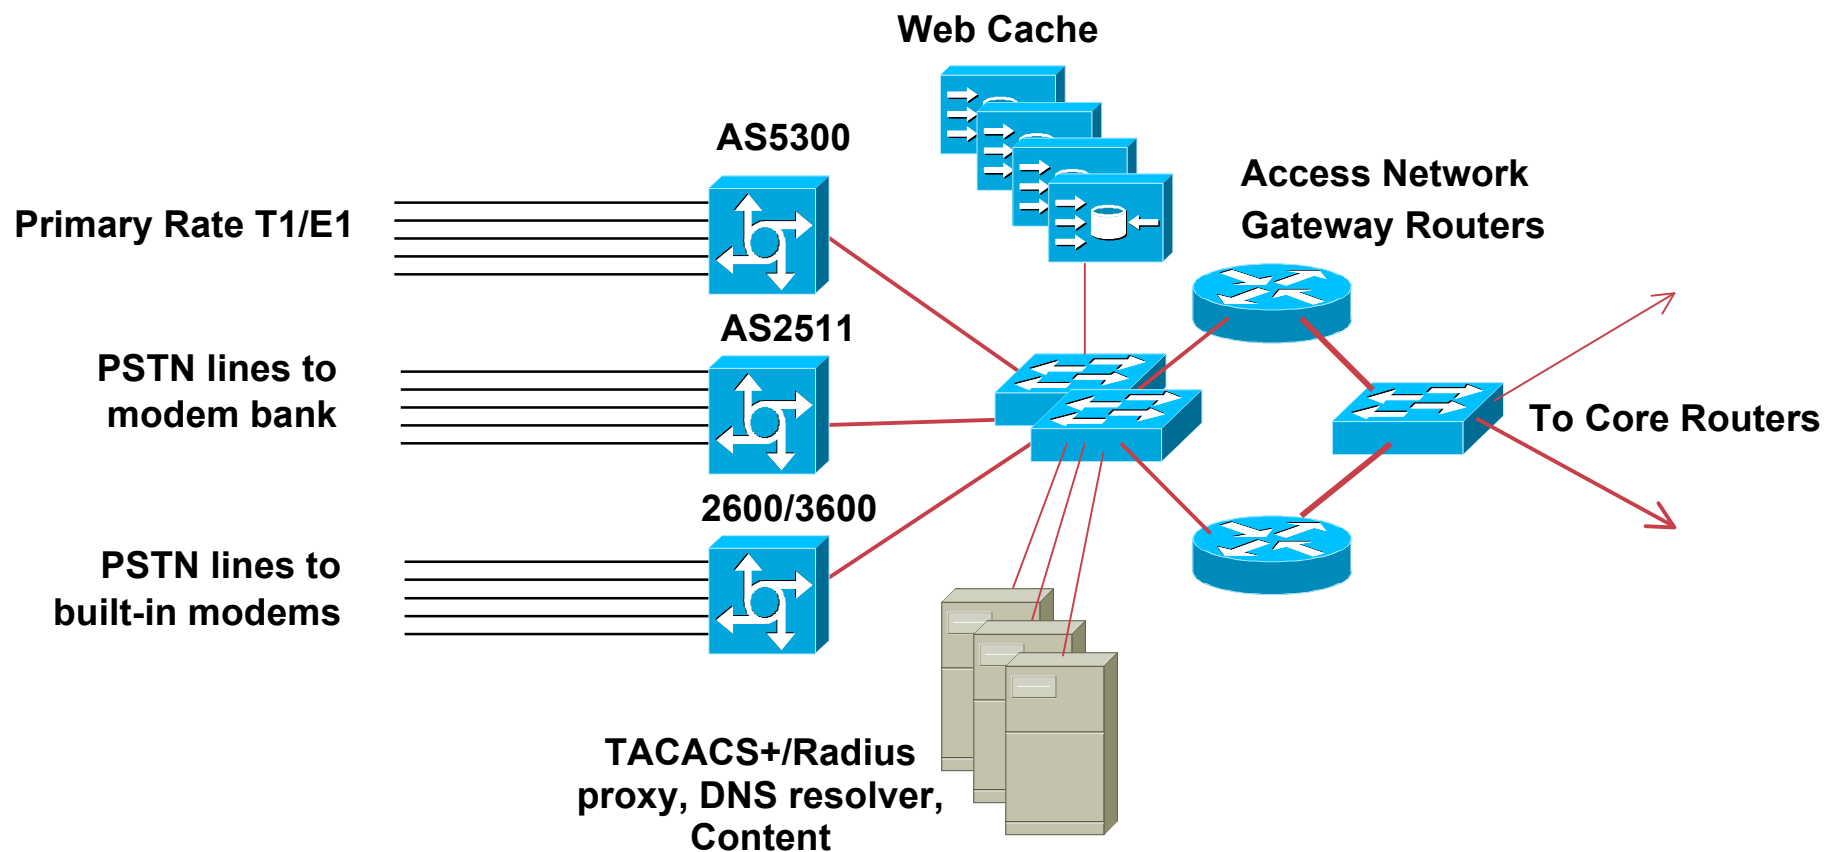 Web Cache
AS5300
Access Network
Gateway Routers
Primary Rate T1/E1
AS2511
PSTN lines to
modem bank
To Core Routers
2600/3600
PSTN lines to
built-in modems
TACACS+/Radius
proxy, DNS resolver,
Content